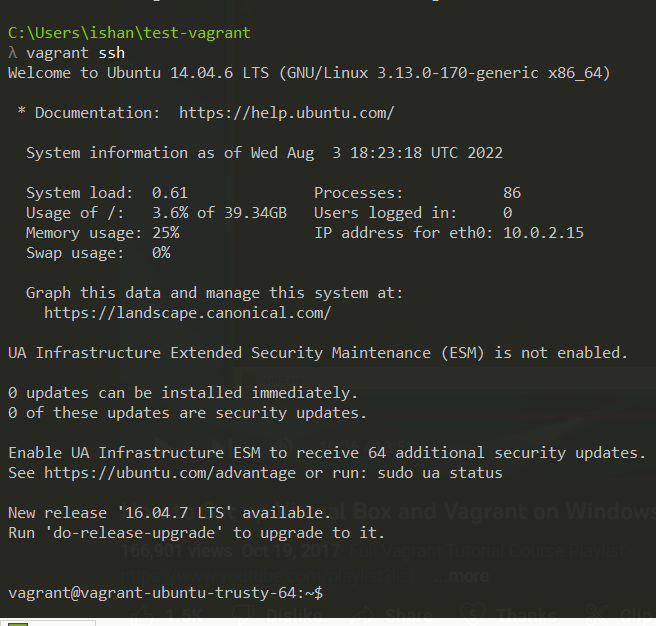 C:\Users\ishan\test-vagrant
λ vagrant ssh
Welcome to Ubuntu 14.04.6 LTS (GNU/Linux 3.13.0-170-generic x86_64)
* Documentation:  https://help.ubuntu.com/
System information as of Wed Aug  3 18:23:18 UTC 2022
System load:  0.61              Processes:           86
Usage of /:   3.6% of 39.34GB   Users logged in:     0
Memory usage: 25%               IP address for eth0: 10.0.2.15
Swap usage:   0%
Graph this data and manage this system at:
https://landscape.canonical.com/
UA Infrastructure Extended Security Maintenance (ESM) is not enabled.
0 updates can be installed immediately.
0 of these updates are security updates.
Enable UA Infrastructure ESM to receive 64 additional security updates.
See https://ubuntu.com/advantage or run: sudo ua status
New release '16.04.7 LTS' available.
Run 'do-release-upgrade' to upgrade to it.
Box and Vagrant on Windows
166,901 views  Oct 19, 2017  Full Vagrant Tutorial Course Playlist
...more
vagrant@vagrant-ubuntu-trusty-64:~$
1.5K  Dislike  Share  Thanks  Clip